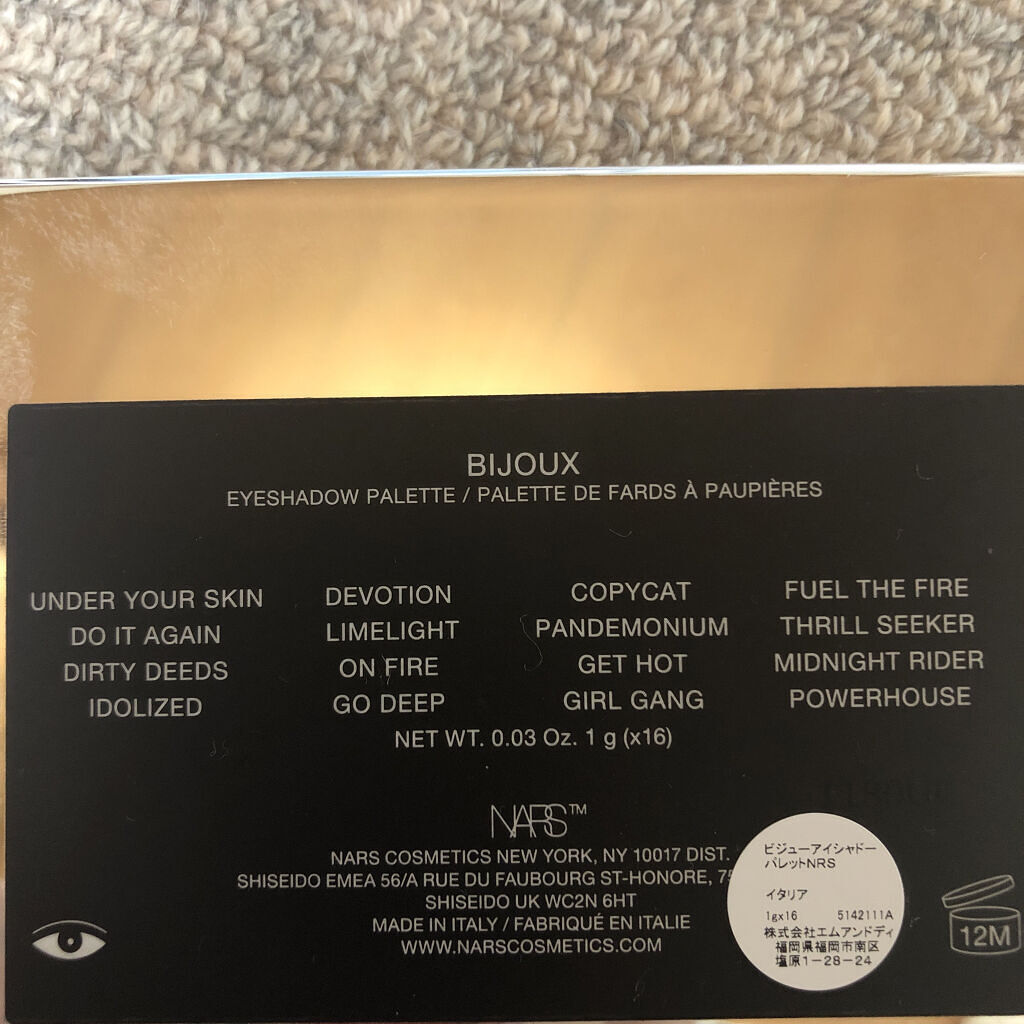 BIJOUX
EYESHADOW PALETTE / PALETTE DE FARDS À PAUPIÈRES
UNDER YOUR SKIN DEVOTION COPYCAT FUEL THE FIRE
DO IT AGAIN LIMELIGHT PANDEMONIUM THRILL SEEKER
DIRTY DEEDS ON FIRE GET HOT MIDNIGHT RIDER
IDOLIZED GO DEEP GIRL GANG POWERHOUSE
NET WT. 0.03 Oz. 1 g (x16)
NARS™
NARS COSMETICS NEW YORK, NY 10017 DIST.
SHISEIDO EMEA 56/A RUE DU FAUBOURG ST-HONORE,
SHISEIDO UK WC2N 6HT
MADE IN ITALY / FABRIQUÉ EN ITALIE
WWW.NARSCOSMETICS.COM
ビジューアイシャドー
パレットNRS
イタリア
1gx16 5142111A
株式会社エムアンドディ
福岡県福岡市南区
塩原1-28-24
12M